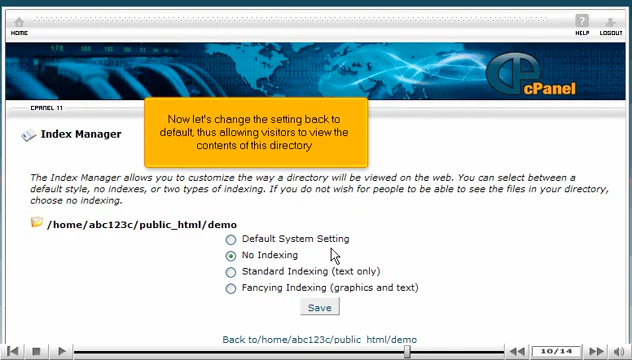 HOME
HELP
LOGOUT
cPanel
CPANEL 11
Now let's change the setting back to
default, thus allowing visitors to view the
contents of this directory
Index Manager
The Index Manager allows you to customize the way a directory will be viewed on the web. You can select between a
default style, no indexes, or two types of indexing. If you do not wish for people to be able to see the files in your directory,
choose no indexing.
/home/abc123c/public_html/demo
Default System Setting
No Indexing
Standard Indexing (text only)
Fancying Indexing (graphics and text)
Save
Back to/home/abc123c/public_html/demo
10/14